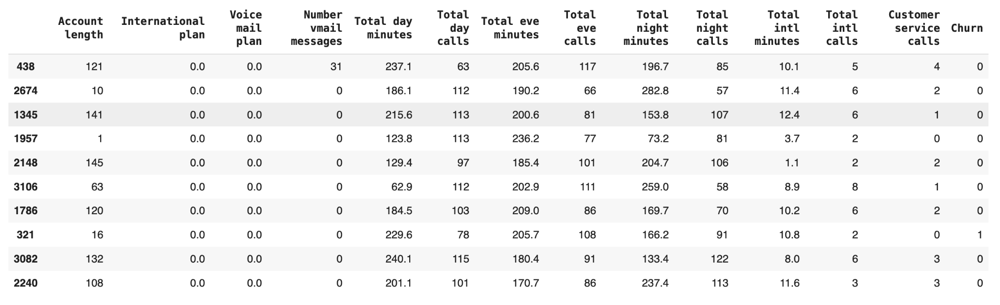 Account length International plan Voice mail plan Number vmail messages Total day minutes Total day calls Total eve minutes Total eve calls Total night minutes Total night calls Total intl minutes Total intl calls Customer service calls Churn
438 121 0.0 0.0 31 237.1 63 205.6 117 196.7 85 10.1 5 4 0
2674 10 0.0 0.0 0 186.1 112 190.2 66 282.8 57 11.4 6 2 0
1345 141 0.0 0.0 0 215.6 113 200.6 81 153.8 107 12.4 6 1 0
1957 1 0.0 0.0 0 123.8 113 236.2 77 73.2 81 3.7 2 0 0
2148 145 0.0 0.0 0 129.4 97 185.4 101 204.7 106 1.1 2 2 0
3106 63 0.0 0.0 0 62.9 112 202.9 111 259.0 58 8.9 8 1 0
1786 120 0.0 0.0 0 184.5 103 209.0 86 169.7 70 10.2 6 2 0
321 16 0.0 0.0 0 229.6 78 205.7 108 166.2 91 10.8 2 0 1
3082 132 0.0 0.0 0 240.1 115 180.4 91 133.4 122 8.0 6 3 0
2240 108 0.0 0.0 0 201.1 101 170.7 86 237.4 113 11.6 3 3 0